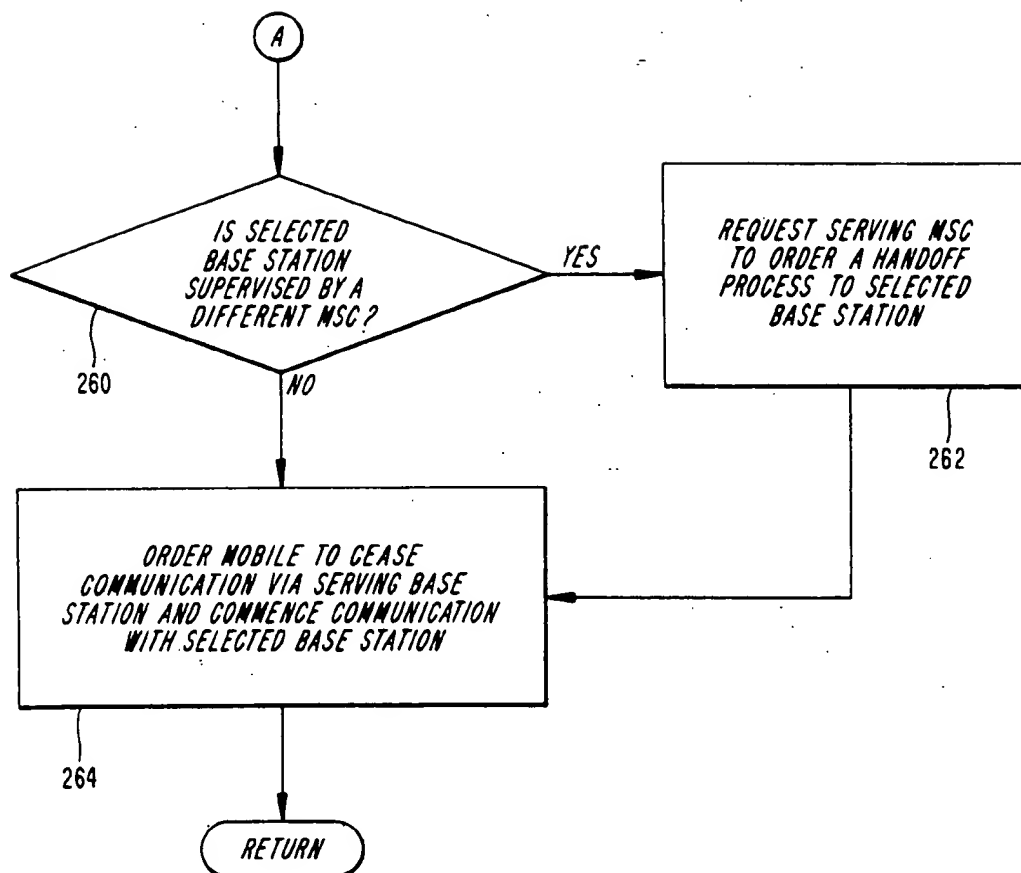 A
IS SELECTED
BASE STATION
SUPERVISED BY A
DIFFERENT MSC?
260
YES
NO
REQUEST SERVING MSC
TO ORDER A HANDOFF
PROCESS TO SELECTED
BASE STATION
262
ORDER MOBILE TO CEASE
COMMUNICATION VIA SERVING BASE
STATION AND COMMENCE COMMUNICATION
WITH SELECTED BASE STATION
264
RETURN